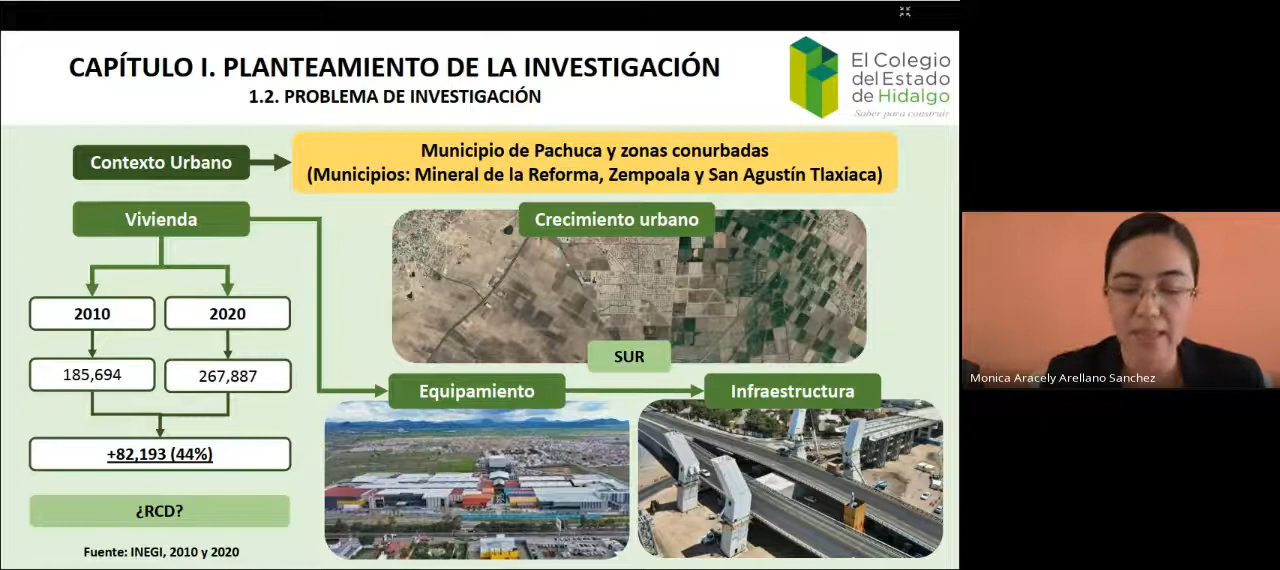 CAPÍTULO I. PLANTEAMIENTO DE LA INVESTIGACIÓN
1.2. PROBLEMA DE INVESTIGACIÓN
El Colegio
del Estado
de Hidalgo
Saber para construir
Contexto Urbano
Municipio de Pachuca y zonas conurbadas
(Municipios: Mineral de la Reforma, Zempoala y San Agustín Tlaxiaca)
Vivienda
Crecimiento urbano
2010
2020
185,694
267,887
SUR
Equipamiento
Infraestructura
+82,193 (44%)
¿RCD?
Fuente: INEGI, 2010 y 2020
Monica Aracely Arellano Sanchez